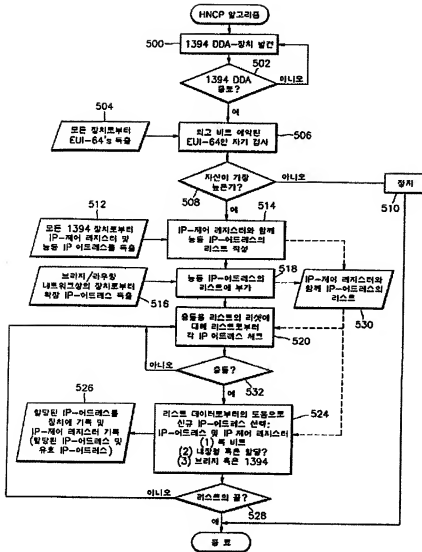 HNCP 알고리즘
500
1394 DDA-장치 발견
502
1394 DDA
종료?
아니오
예
504
모든 장치로부터
EUI-64's 독출
506
최고 비트 예약된
EUI-64인 자기 검사
자신이 가장
높은가?
508
아니오
예
정지
510
512
모든 1394 장치로부터
IP-제어 레지스터 및
능동 IP 어드레스를 독출
514
IP-제어 레지스터와 함께
능동 IP-어드레스의
리스트 작성
브리지/라우팅
네트워크상의 장치로부터
확장 IP-어드레스 독출
516
능동 IP-어드레스의
리스트에 부가
518
IP-제어 레지스터와
함께 IP-어드레스의
리스트
530
충돌용 리스트의 리셋에
대해 리스트로부터
각 IP 어드레스 체크
520
아니오
충돌?
532
예
526
할당된 IP-어드레스를
장치에 기록 및
IP-제어 레지스터 기록
(할당된 IP-어드레스 및
유효 IP-어드레스)
524
리스트 데이터로부터의 도움으로
신규 IP-어드레스 선택:
IP-어드레스 및 IP 제어 레지스터
(1) 록 비트
(2) 내장형 혹은 할당?
(3) 브리지 혹은 1394
아니오
리스트의 끝?
528
예
종 료